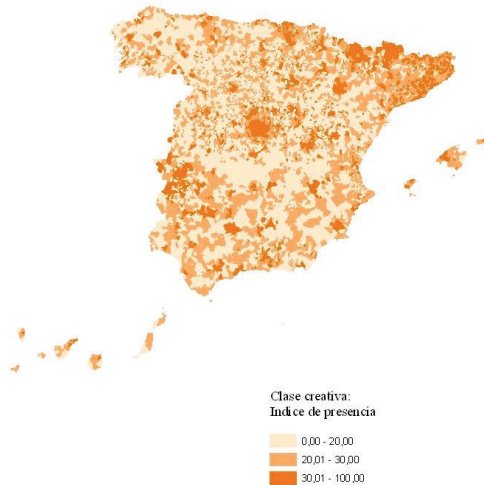 Clase creativa:
Indice de presencia
0,00 - 20,00
20,01 - 30,00
30,01 - 100,00